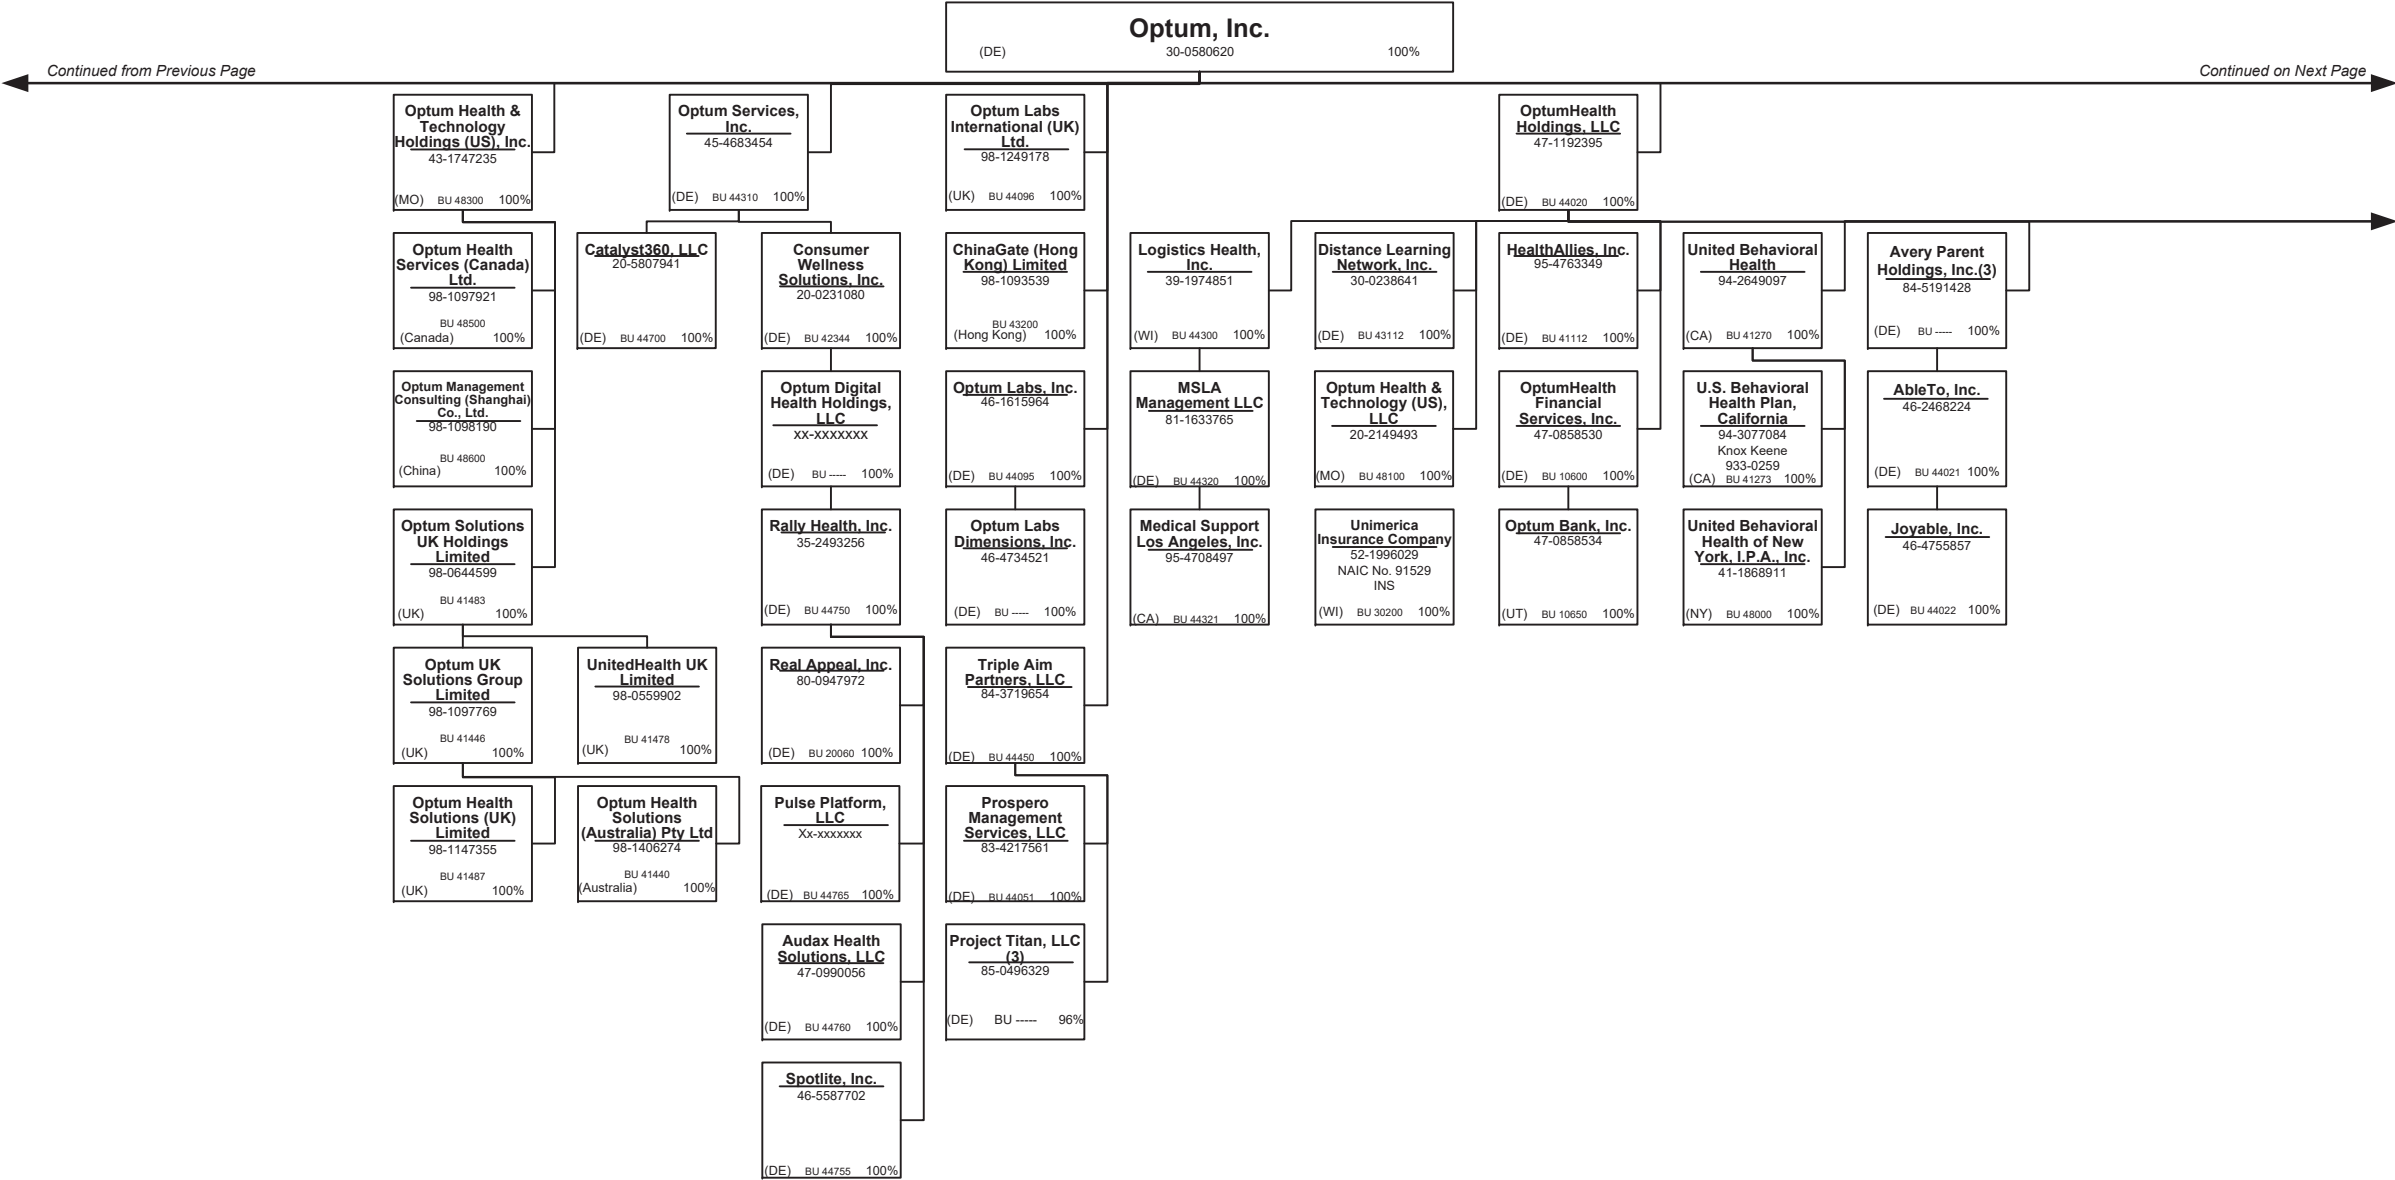 Optum, Inc.
(DE) 30-0580620 100%
Continued from Previous Page
Continued on Next Page
Optum Health &
Technology
Holdings (US), Inc.
43-1747235
(MO) BU 48300 100%
Optum Services,
Inc.
45-4683454
(DE) BU 44310 100%
Optum Labs
International (UK)
Ltd.
98-1249178
(UK) BU 44096 100%
OptumHealth
Holdings, LLC
47-1192395
(DE) BU 44020 100%
Optum Health
Services (Canada)
Ltd.
98-1097921
BU 48500
(Canada) 100%
Catalyst360, LLC
20-5807941
(DE) BU 44700 100%
Consumer
Wellness
Solutions, Inc.
20-0231080
(DE) BU 42344 100%
ChinaGate (Hong
Kong) Limited
98-1093539
BU 43200
(Hong Kong) 100%
Logistics Health,
Inc.
39-1974851
(WI) BU 44300 100%
Distance Learning
Network, Inc.
30-0238641
(DE) BU 43112 100%
HealthAllies, Inc.
95-4763349
(DE) BU 41112 100%
United Behavioral
Health
94-2649097
(CA) BU 41270 100%
Avery Parent
Holdings, Inc.(3)
84-5191428
(DE) BU ----- 100%
Optum Management
Consulting (Shanghai)
Co., Ltd.
98-1098190
BU 48600
(China) 100%
Optum Digital
Health Holdings,
LLC
xx-xxxxxxx
(DE) BU ----- 100%
Optum Labs, Inc.
46-1615964
(DE) BU 44095 100%
MSLA
Management LLC
81-1633765
(DE) BU 44320 100%
Optum Health &
Technology (US),
LLC
20-2149493
(MO) BU 48100 100%
OptumHealth
Financial
Services, Inc.
47-0858530
(DE) BU 10600 100%
U.S. Behavioral
Health Plan,
California
94-3077084
Knox Keene
933-0259
(CA) BU 41273 100%
AbleTo, Inc.
46-2468224
(DE) BU 44021 100%
Optum Solutions
UK Holdings
Limited
98-0644599
BU 41483
(UK) 100%
Rally Health, Inc.
35-2493256
(DE) BU 44750 100%
Optum Labs
Dimensions, Inc.
46-4734521
(DE) BU ----- 100%
Medical Support
Los Angeles, Inc.
95-4708497
(CA) BU 44321 100%
Unimerica
Insurance Company
52-1996029
NAIC No. 91529
INS
(WI) BU 30200 100%
Optum Bank, Inc.
47-0858534
(UT) BU 10650 100%
United Behavioral
Health of New
York, I.P.A., Inc.
41-1868911
(NY) BU 48000 100%
Joyable, Inc.
46-4755857
(DE) BU 44022 100%
Optum UK
Solutions Group
Limited
98-1097769
BU 41446
(UK) 100%
UnitedHealth UK
Limited
98-0559902
BU 41478
(UK) 100%
Real Appeal, Inc.
80-0947972
(DE) BU 20060 100%
Triple Aim
Partners, LLC
84-3719654
(DE) BU 44450 100%
Optum Health
Solutions (UK)
Limited
98-1147355
BU 41487
(UK) 100%
Optum Health
Solutions
(Australia) Pty Ltd
98-1406274
BU 41440
(Australia) 100%
Pulse Platform,
LLC
Xx-xxxxxxx
(DE) BU 44765 100%
Prospero
Management
Services, LLC
83-4217561
(DE) BU 44051 100%
Audax Health
Solutions, LLC
47-0990056
(DE) BU 44760 100%
Project Titan, LLC
(3)
85-0496329
(DE) BU ----- 96%
Spotlite, Inc.
46-5587702
(DE) BU 44755 100%